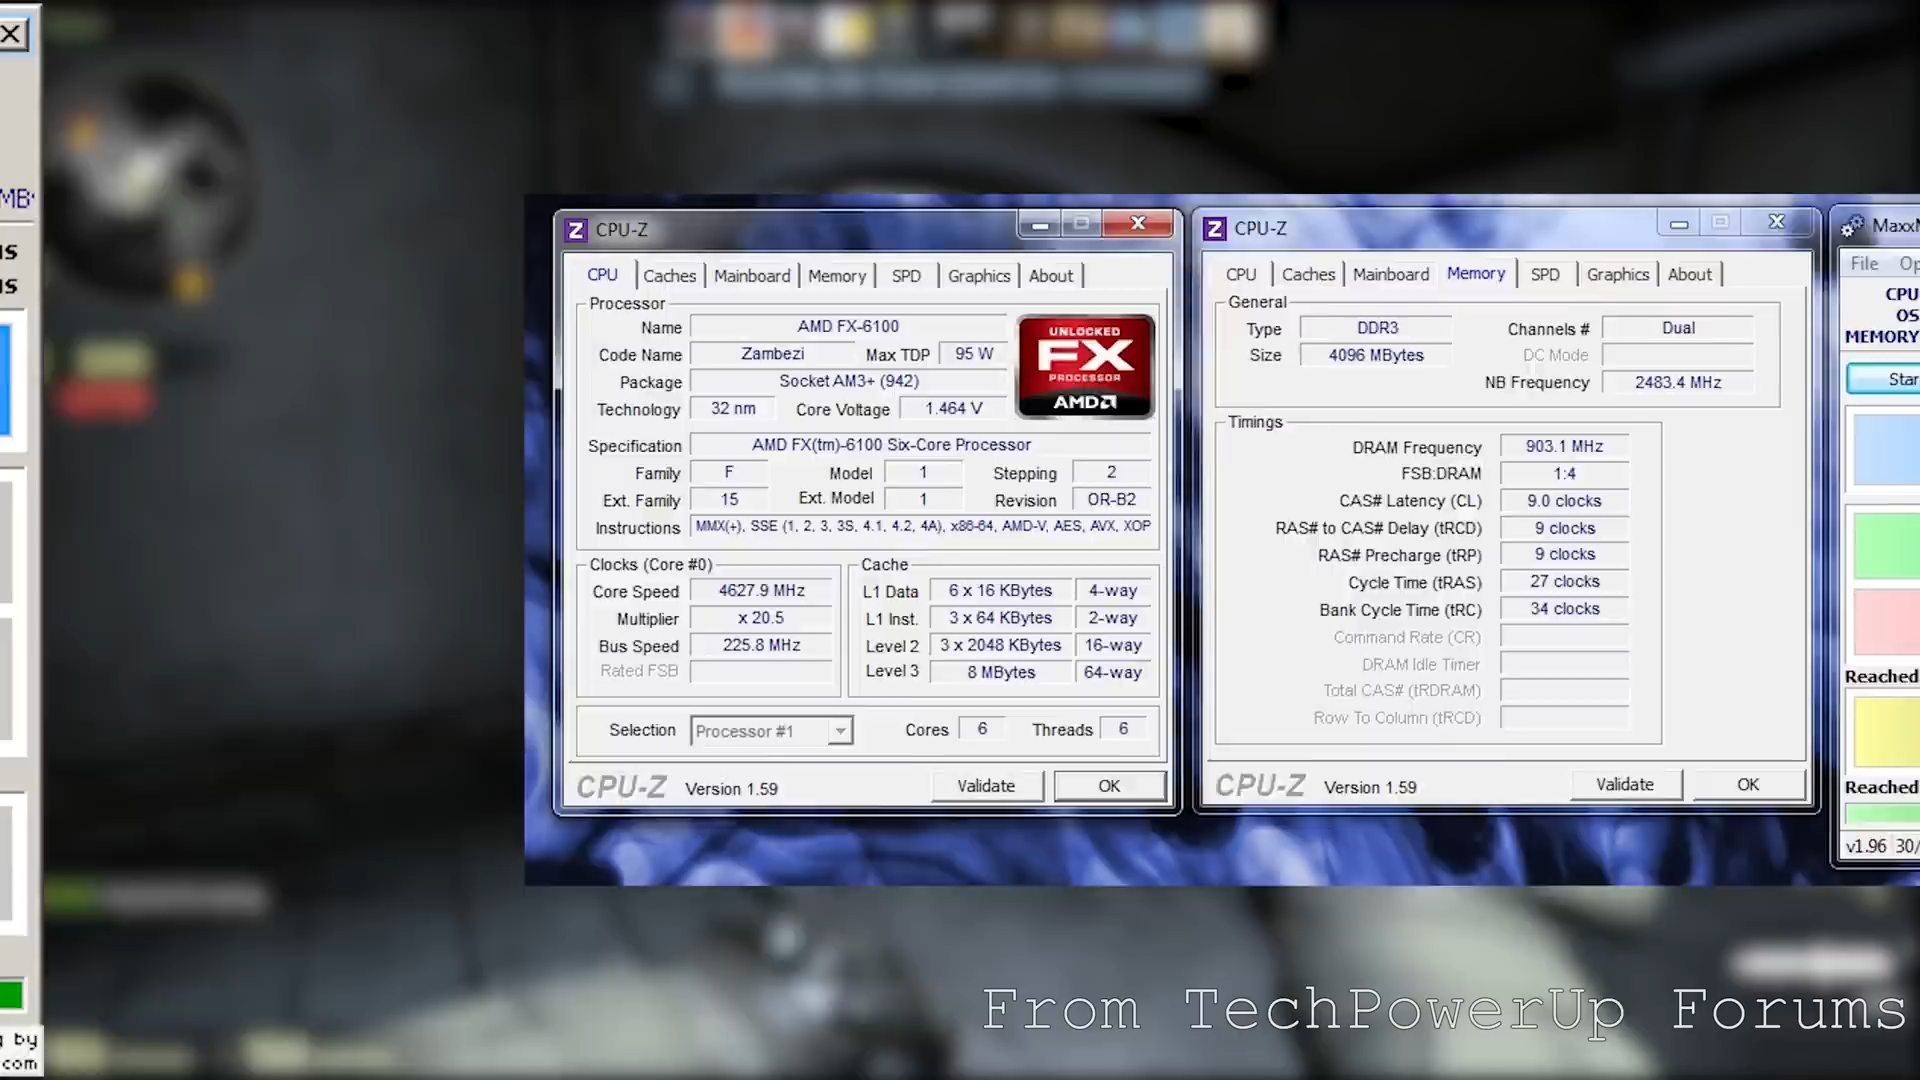 MB
s
s
g by
com
CPU-Z
CPU Caches Mainboard Memory SPD Graphics About
Processor
Name AMD FX-6100
Code Name Zambezi Max TDP 95 W
Package Socket AM3+ (942)
Technology 32 nm Core Voltage 1.464 V
UNLOCKED
FX
PROCESSOR
AMD
Specification AMD FX(tm)-6100 Six-Core Processor
Family F Model 1 Stepping 2
Ext. Family 15 Ext. Model 1 Revision OR-B2
Instructions MMX(+), SSE (1, 2, 3, 3S, 4.1, 4.2, 4A), x86-64, AMD-V, AES, AVX, XOP
Clocks (Core #0)
Core Speed 4627.9 MHz
Multiplier x 20.5
Bus Speed 225.8 MHz
Rated FSB
Cache
L1 Data 6 x 16 KBytes 4-way
L1 Inst. 3 x 64 KBytes 2-way
Level 2 3 x 2048 KBytes 16-way
Level 3 8 MBytes 64-way
Selection Processor #1 Cores 6 Threads 6
CPU-Z Version 1.59 Validate OK
CPU-Z
CPU Caches Mainboard Memory SPD Graphics About
General
Type DDR3 Channels # Dual
Size 4096 MBytes DC Mode
NB Frequency 2483.4 MHz
Timings
DRAM Frequency 903.1 MHz
FSB:DRAM 1:4
CAS# Latency (CL) 9.0 clocks
RAS# to CAS# Delay (tRCD) 9 clocks
RAS# Precharge (tRP) 9 clocks
Cycle Time (tRAS) 27 clocks
Bank Cycle Time (tRC) 34 clocks
Command Rate (CR)
DRAM Idle Timer
Total CAS# (tRDRAM)
Row To Column (tRCD)
CPU-Z Version 1.59 Validate OK
MaxxM
File Op
CPU
OS
MEMORY
Star
Reached
Reached
v1.96 30/
From TechPowerUp Forums